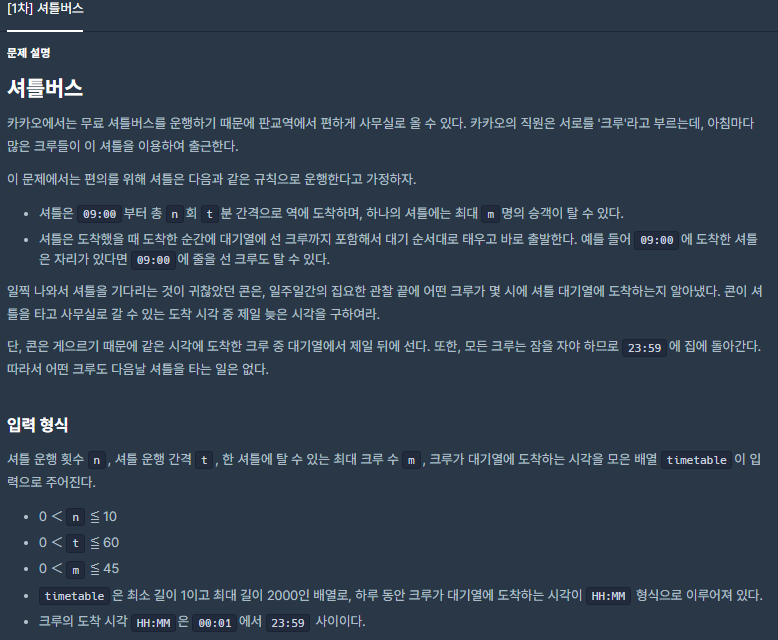 [1차] 셔틀버스
문제 설명
셔틀버스
카카오에서는 무료 셔틀버스를 운행하기 때문에 판교역에서 편하게 사무실로 올 수 있다. 카카오의 직원은 서로를 '크루'라고 부르는데, 아침마다
많은 크루들이 이 셔틀을 이용하여 출근한다.
이 문제에서는 편의를 위해 셔틀은 다음과 같은 규칙으로 운행한다고 가정하자.
• 셔틀은 09:00 부터 총 n 회 t 분 간격으로 역에 도착하며, 하나의 셔틀에는 최대 m 명의 승객이 탈 수 있다.
• 셔틀은 도착했을 때 도착한 순간에 대기열에 선 크루까지 포함해서 대기 순서대로 태우고 바로 출발한다. 예를 들어 09:00 에 도착한 셔틀
은 자리가 있다면 09:00 에 줄을 선 크루도 탈 수 있다.
일찍 나와서 셔틀을 기다리는 것이 귀찮았던 콘은, 일주일간의 집요한 관찰 끝에 어떤 크루가 몇 시에 셔틀 대기열에 도착하는지 알아냈다. 콘이 셔
틀을 타고 사무실로 갈 수 있는 도착 시각 중 제일 늦은 시각을 구하여라.
단, 콘은 게으르기 때문에 같은 시각에 도착한 크루 중 대기열에서 제일 뒤에 선다. 또한, 모든 크루는 잠을 자야 하므로 23:59 에 집에 돌아간다.
따라서 어떤 크루도 다음날 셔틀을 타는 일은 없다.
입력 형식
셔틀 운행 횟수 n , 셔틀 운행 간격 t , 한 셔틀에 탈 수 있는 최대 크루 수 m , 크루가 대기열에 도착하는 시각을 모은 배열 timetable 이 입
력으로 주어진다.
• 0 < n ≦ 10
• 0 < t ≦ 60
• 0 < m ≦ 45
• timetable 은 최소 길이 1이고 최대 길이 2000인 배열로, 하루 동안 크루가 대기열에 도착하는 시각이 HH:MM 형식으로 이루어져 있다.
• 크루의 도착 시각 HH:MM 은 00:01 에서 23:59 사이이다.